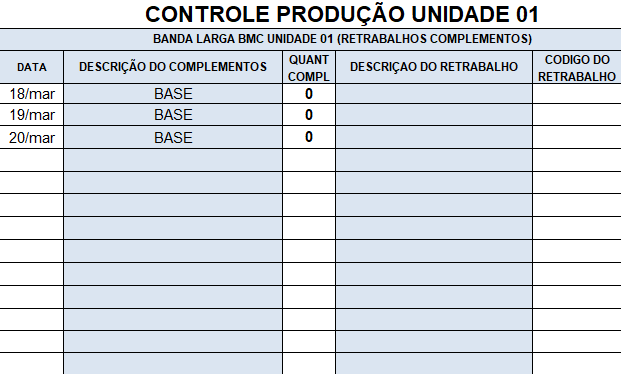 CONTROLE PRODUÇÃO UNIDADE 01
BANDA LARGA BMC UNIDADE 01 (RETRABALHOS COMPLEMENTOS)
DATA DESCRIÇÃO DO COMPLEMENTOS QUANT COMPL DESCRIÇAO DO RETRABALHO CODIGO DO RETRABALHO
18/mar BASE 0
19/mar BASE 0
20/mar BASE 0